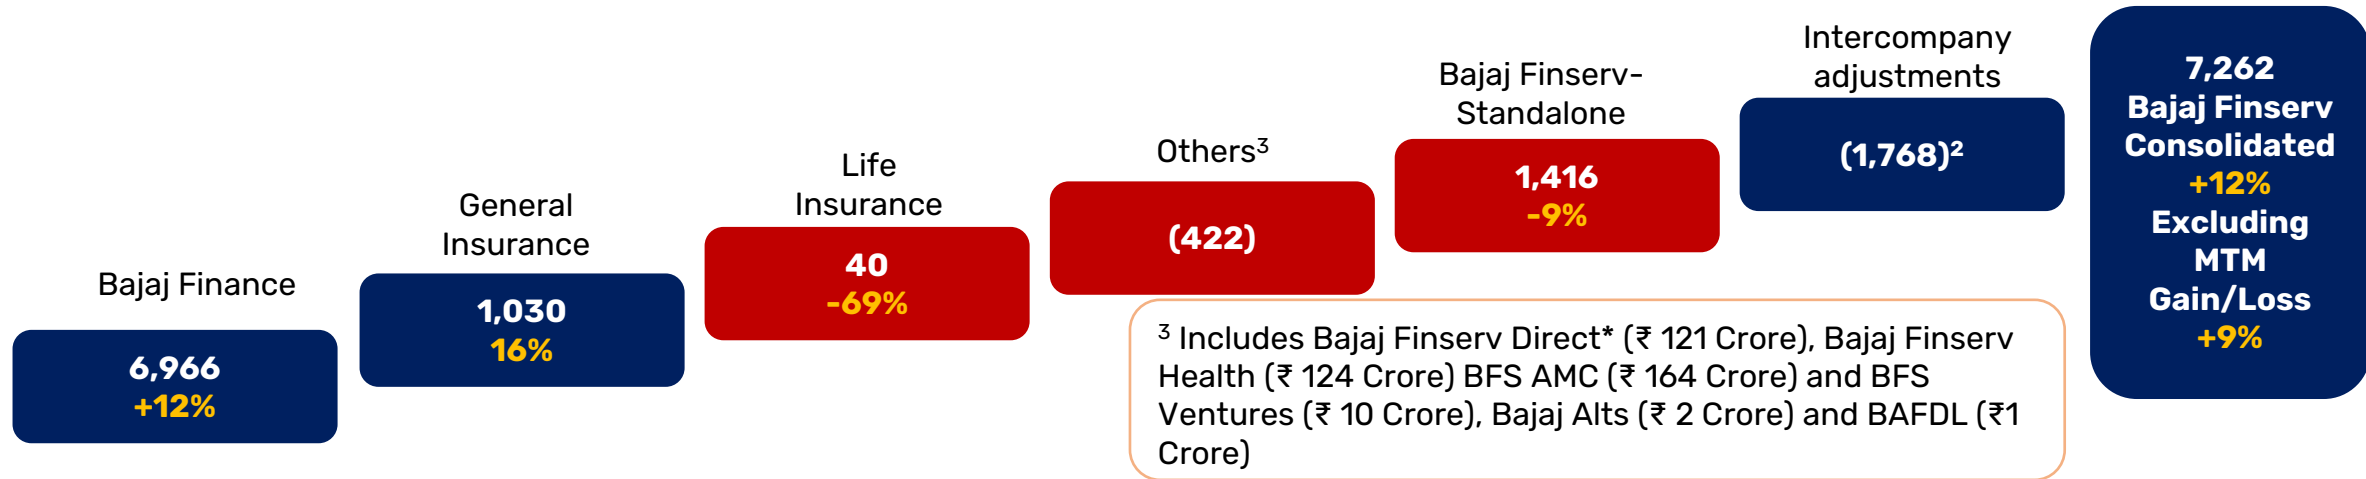 Bajaj Finance
6,966
+12%
General
Insurance
1,030
16%
Life
Insurance
40
-69%
Others³
(422)
Bajaj Finserv-
Standalone
1,416
-9%
Intercompany
adjustments
(1,768)²
7,262
Bajaj Finserv
Consolidated
+12%
Excluding
MTM
Gain/Loss
+9%
³ Includes Bajaj Finserv Direct* (₹ 121 Crore), Bajaj Finserv
Health (₹ 124 Crore) BFS AMC (₹ 164 Crore) and BFS
Ventures (₹ 10 Crore), Bajaj Alts (₹ 2 Crore) and BAFDL (₹1
Crore)